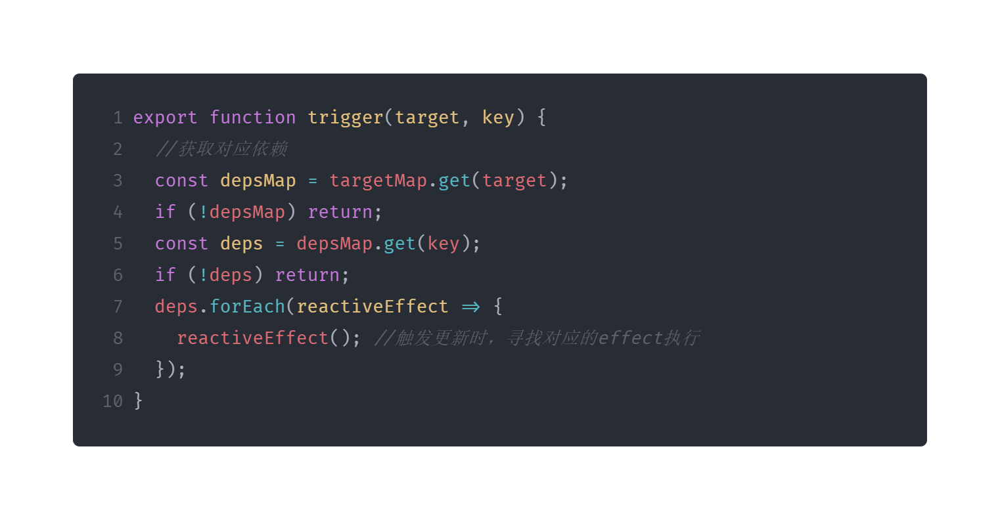 1 export function trigger(target, key) {
2   //获取对应依赖
3   const depsMap = targetMap.get(target);
4   if (!depsMap) return;
5   const deps = depsMap.get(key);
6   if (!deps) return;
7   deps.forEach(reactiveEffect => {
8     reactiveEffect(); //触发更新时，寻找对应的effect执行
9   });
10 }